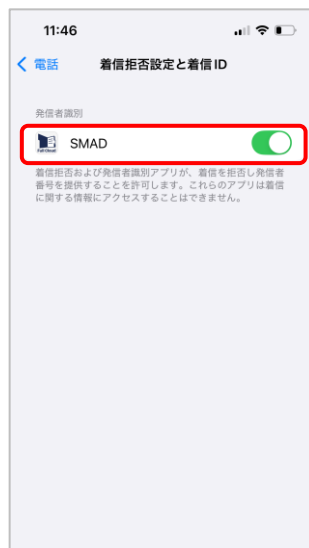 11:46
電話 着信拒否設定と着信ID
発信者識別
SMAD
着信拒否および発信者識別アプリが、着信を拒否し発信者
番号を提供することを許可します。これらのアプリは着信
に関する情報にアクセスすることはできません。